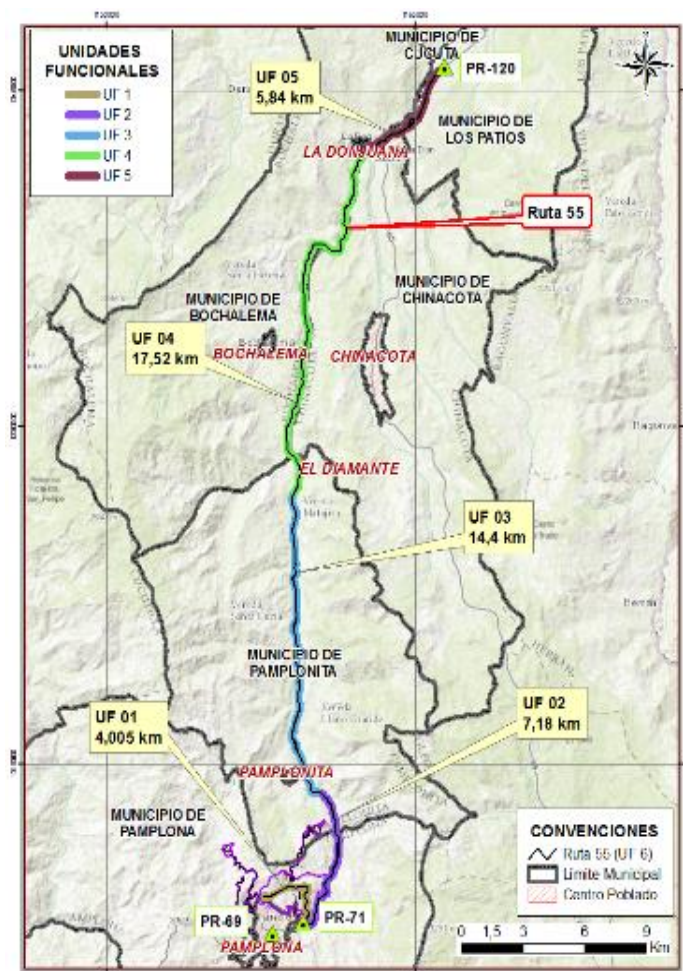 UNIDADES
FUNCIONALES
UF 1
UF 2
UF 3
UF 4
UF 5
MUNICIPIO DE
CUCUTA
PR-120
UF 05
5,84 km
MUNICIPIO DE
LOS PATIOS
LA DONJUANA
Ruta 55
MUNICIPIO DE
CHINACOTA
MUNICIPIO DE
BOCHALEMA
UF 04
17,52 km
BOCHALEMA
CHINACOTA
EL DIAMANTE
UF 03
14,4 km
MUNICIPIO DE
PAMPLONITA
UF 01
4,005 km
UF 02
7,18 km
PAMPLONITA
MUNICIPIO DE
PAMPLONA
PR-69
PR-71
PAMPLONA
CONVENCIONES
Ruta 55 (UF 6)
Límite Municipal
Centro Poblado
0 1,5 3 6 9
Km